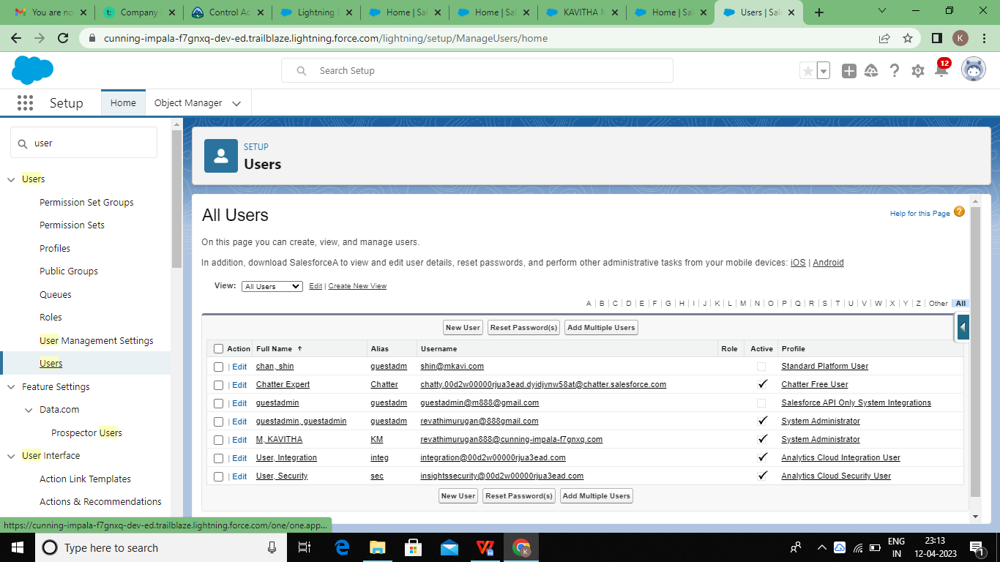 You are no
Company
Control Ac
Lightning
Home | Sal
Home | Sal
KAVITHA M
Home | Sal
Users | Sal
cunning-impala-f7gnxq-dev-ed.trailblaze.lightning.force.com/lightning/setup/ManageUsers/home
K
Search Setup
12
Setup
Home
Object Manager
user
Users
Permission Set Groups
Permission Sets
Profiles
Public Groups
Queues
Roles
User Management Settings
Users
Feature Settings
Data.com
Prospector Users
User Interface
Action Link Templates
Actions & Recommendations
SETUP
Users
All Users
Help for this Page ?
On this page you can create, view, and manage users.
In addition, download SalesforceA to view and edit user details, reset passwords, and perform other administrative tasks from your mobile devices: iOS | Android
View: All Users Edit | Create New View
A | B | C | D | E | F | G | H | I | J | K | L | M | N | O | P | Q | R | S | T | U | V | W | X | Y | Z | Other | All
New User Reset Password(s) Add Multiple Users
Action Full Name ↑ Alias Username Role Active Profile
| Edit chan, shin guestadm shin@mkavi.com Standard Platform User
| Edit Chatter Expert Chatter chatty.00d2w00000rjua3ead.dyidjvnw58at@chatter.salesforce.com ✓ Chatter Free User
| Edit guestadmin guestadm guestadmin@m888@gmail.com Salesforce API Only System Integrations
| Edit guestadmin, guestadmin guestadm revathimurugan@888gmail.com ✓ System Administrator
| Edit M, KAVITHA KM revathimurugan888@cunning-impala-f7gnxq.com ✓ System Administrator
| Edit User, Integration integ integration@00d2w00000rjua3ead.com ✓ Analytics Cloud Integration User
| Edit User, Security sec insightssecurity@00d2w00000rjua3ead.com ✓ Analytics Cloud Security User
New User Reset Password(s) Add Multiple Users
https://cunning-impala-f7gnxq-dev-ed.trailblaze.lightning.force.com/one/one.app...
Type here to search
ENG
IN
23:13
12-04-2023
1